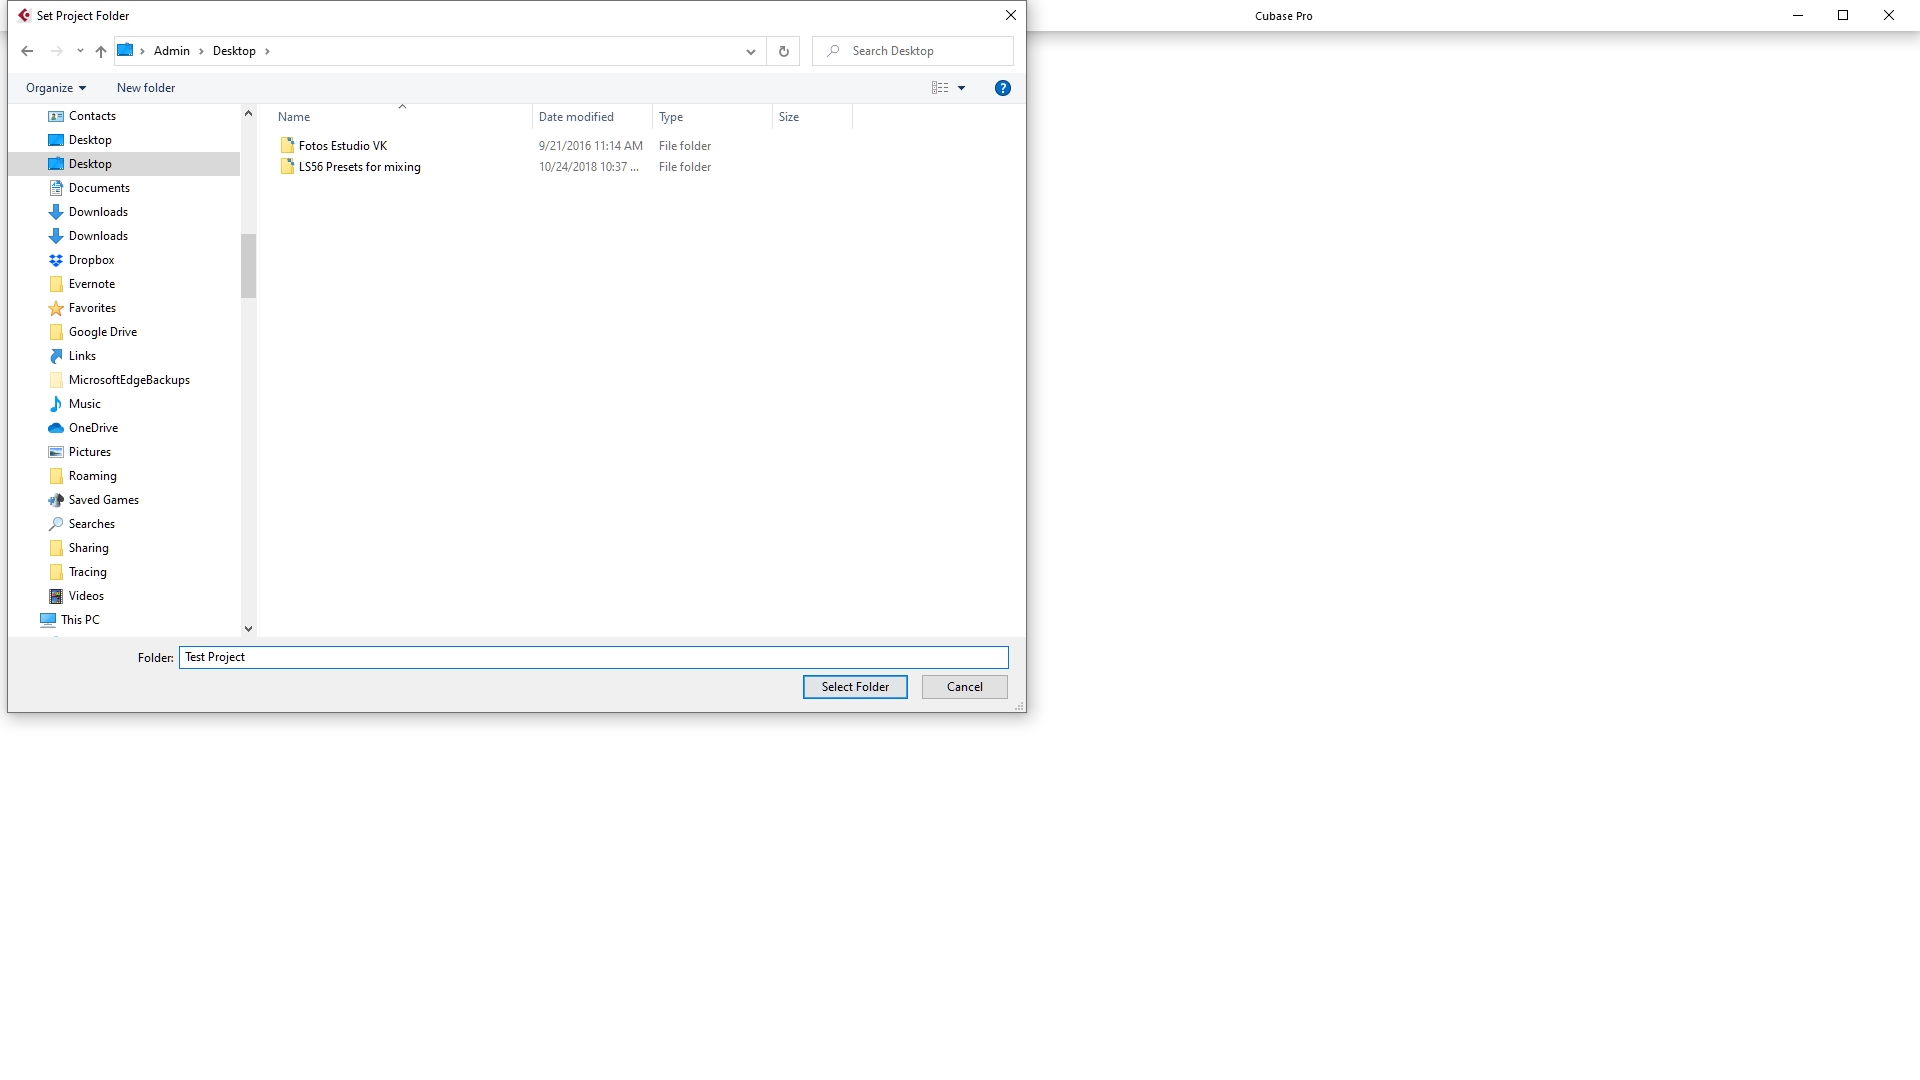 Set Project Folder
Cubase Pro
Admin
Desktop
Search Desktop
Organize
New folder
?
Name
Date modified
Type
Size
Fotos Estudio VK
9/21/2016 11:14 AM
File folder
LS56 Presets for mixing
10/24/2018 10:37 ...
File folder
Contacts
Desktop
Desktop
Documents
Downloads
Downloads
Dropbox
Evernote
Favorites
Google Drive
Links
MicrosoftEdgeBackups
Music
OneDrive
Pictures
Roaming
Saved Games
Searches
Sharing
Tracing
Videos
This PC
Folder: Test Project
Select Folder
Cancel